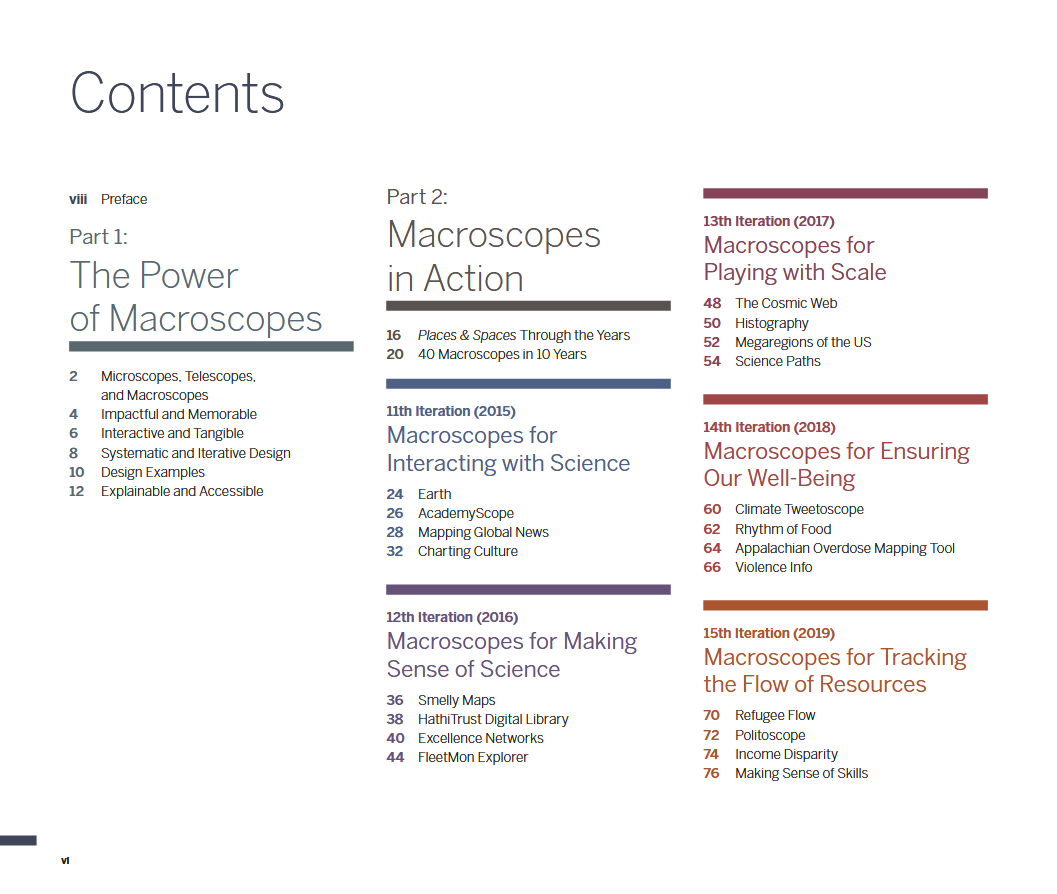 Contents
viii Preface
Part 1:
The Power
of Macroscopes
2 Microscopes, Telescopes,
and Macroscopes
4 Impactful and Memorable
6 Interactive and Tangible
8 Systematic and Iterative Design
10 Design Examples
12 Explainable and Accessible
Part 2:
Macroscopes
in Action
16 Places & Spaces Through the Years
20 40 Macroscopes in 10 Years
11th Iteration (2015)
Macroscopes for
Interacting with Science
24 Earth
26 AcademyScope
28 Mapping Global News
32 Charting Culture
12th Iteration (2016)
Macroscopes for Making
Sense of Science
36 Smelly Maps
38 HathiTrust Digital Library
40 Excellence Networks
44 FleetMon Explorer
13th Iteration (2017)
Macroscopes for
Playing with Scale
48 The Cosmic Web
50 Histography
52 Megaregions of the US
54 Science Paths
14th Iteration (2018)
Macroscopes for Ensuring
Our Well-Being
60 Climate Tweetoscope
62 Rhythm of Food
64 Appalachian Overdose Mapping Tool
66 Violence Info
15th Iteration (2019)
Macroscopes for Tracking
the Flow of Resources
70 Refugee Flow
72 Politoscope
74 Income Disparity
76 Making Sense of Skills
vi